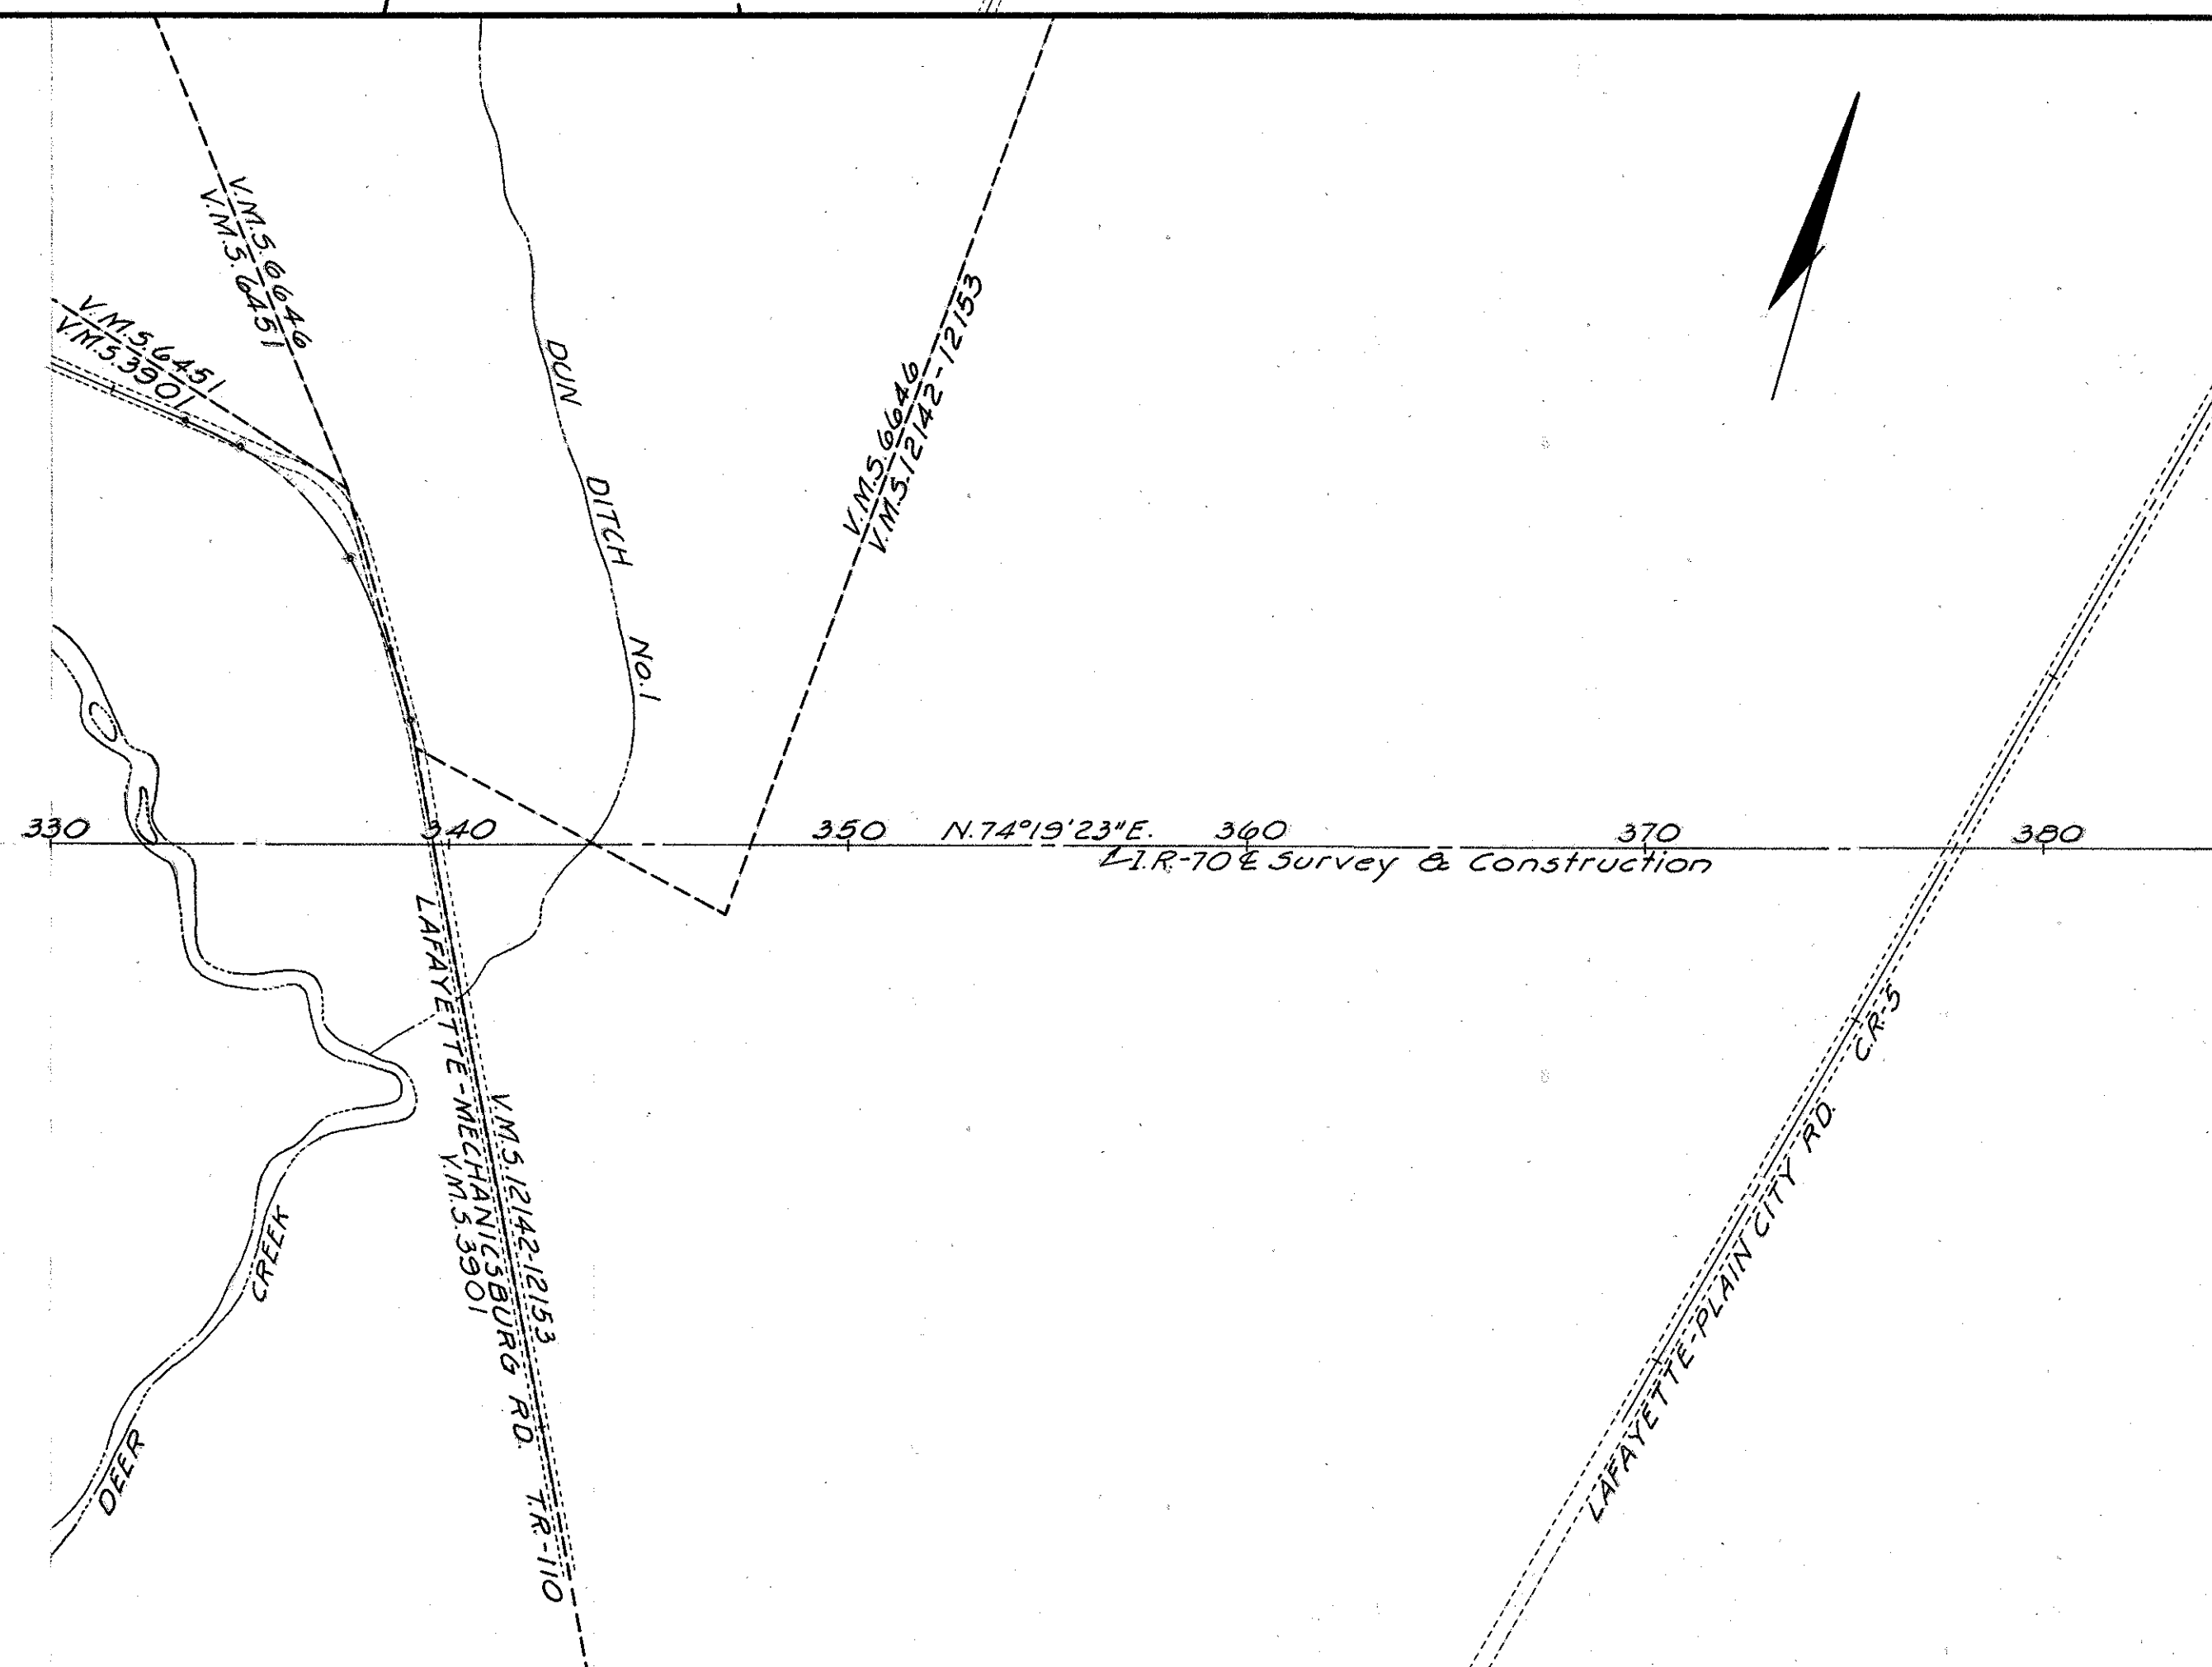 V.M.S. 6646
V.M.S. 6451
V.M.S. 6451
V.M.S. 3901
DUN DITCH NO. 1
V.M.S. 6646
V.M.S. 12142-12153
330
340
350
N. 74° 19' 23" E.
360
370
380
I.R.-70 ℄ Survey & Construction
LAFAYETTE-MECHANICSBURG RD. T.R.-110
V.M.S. 12142-12153
V.M.S. 3901
DEER CREEK
LAFAYETTE-PLAIN CITY RD. C.R.-5